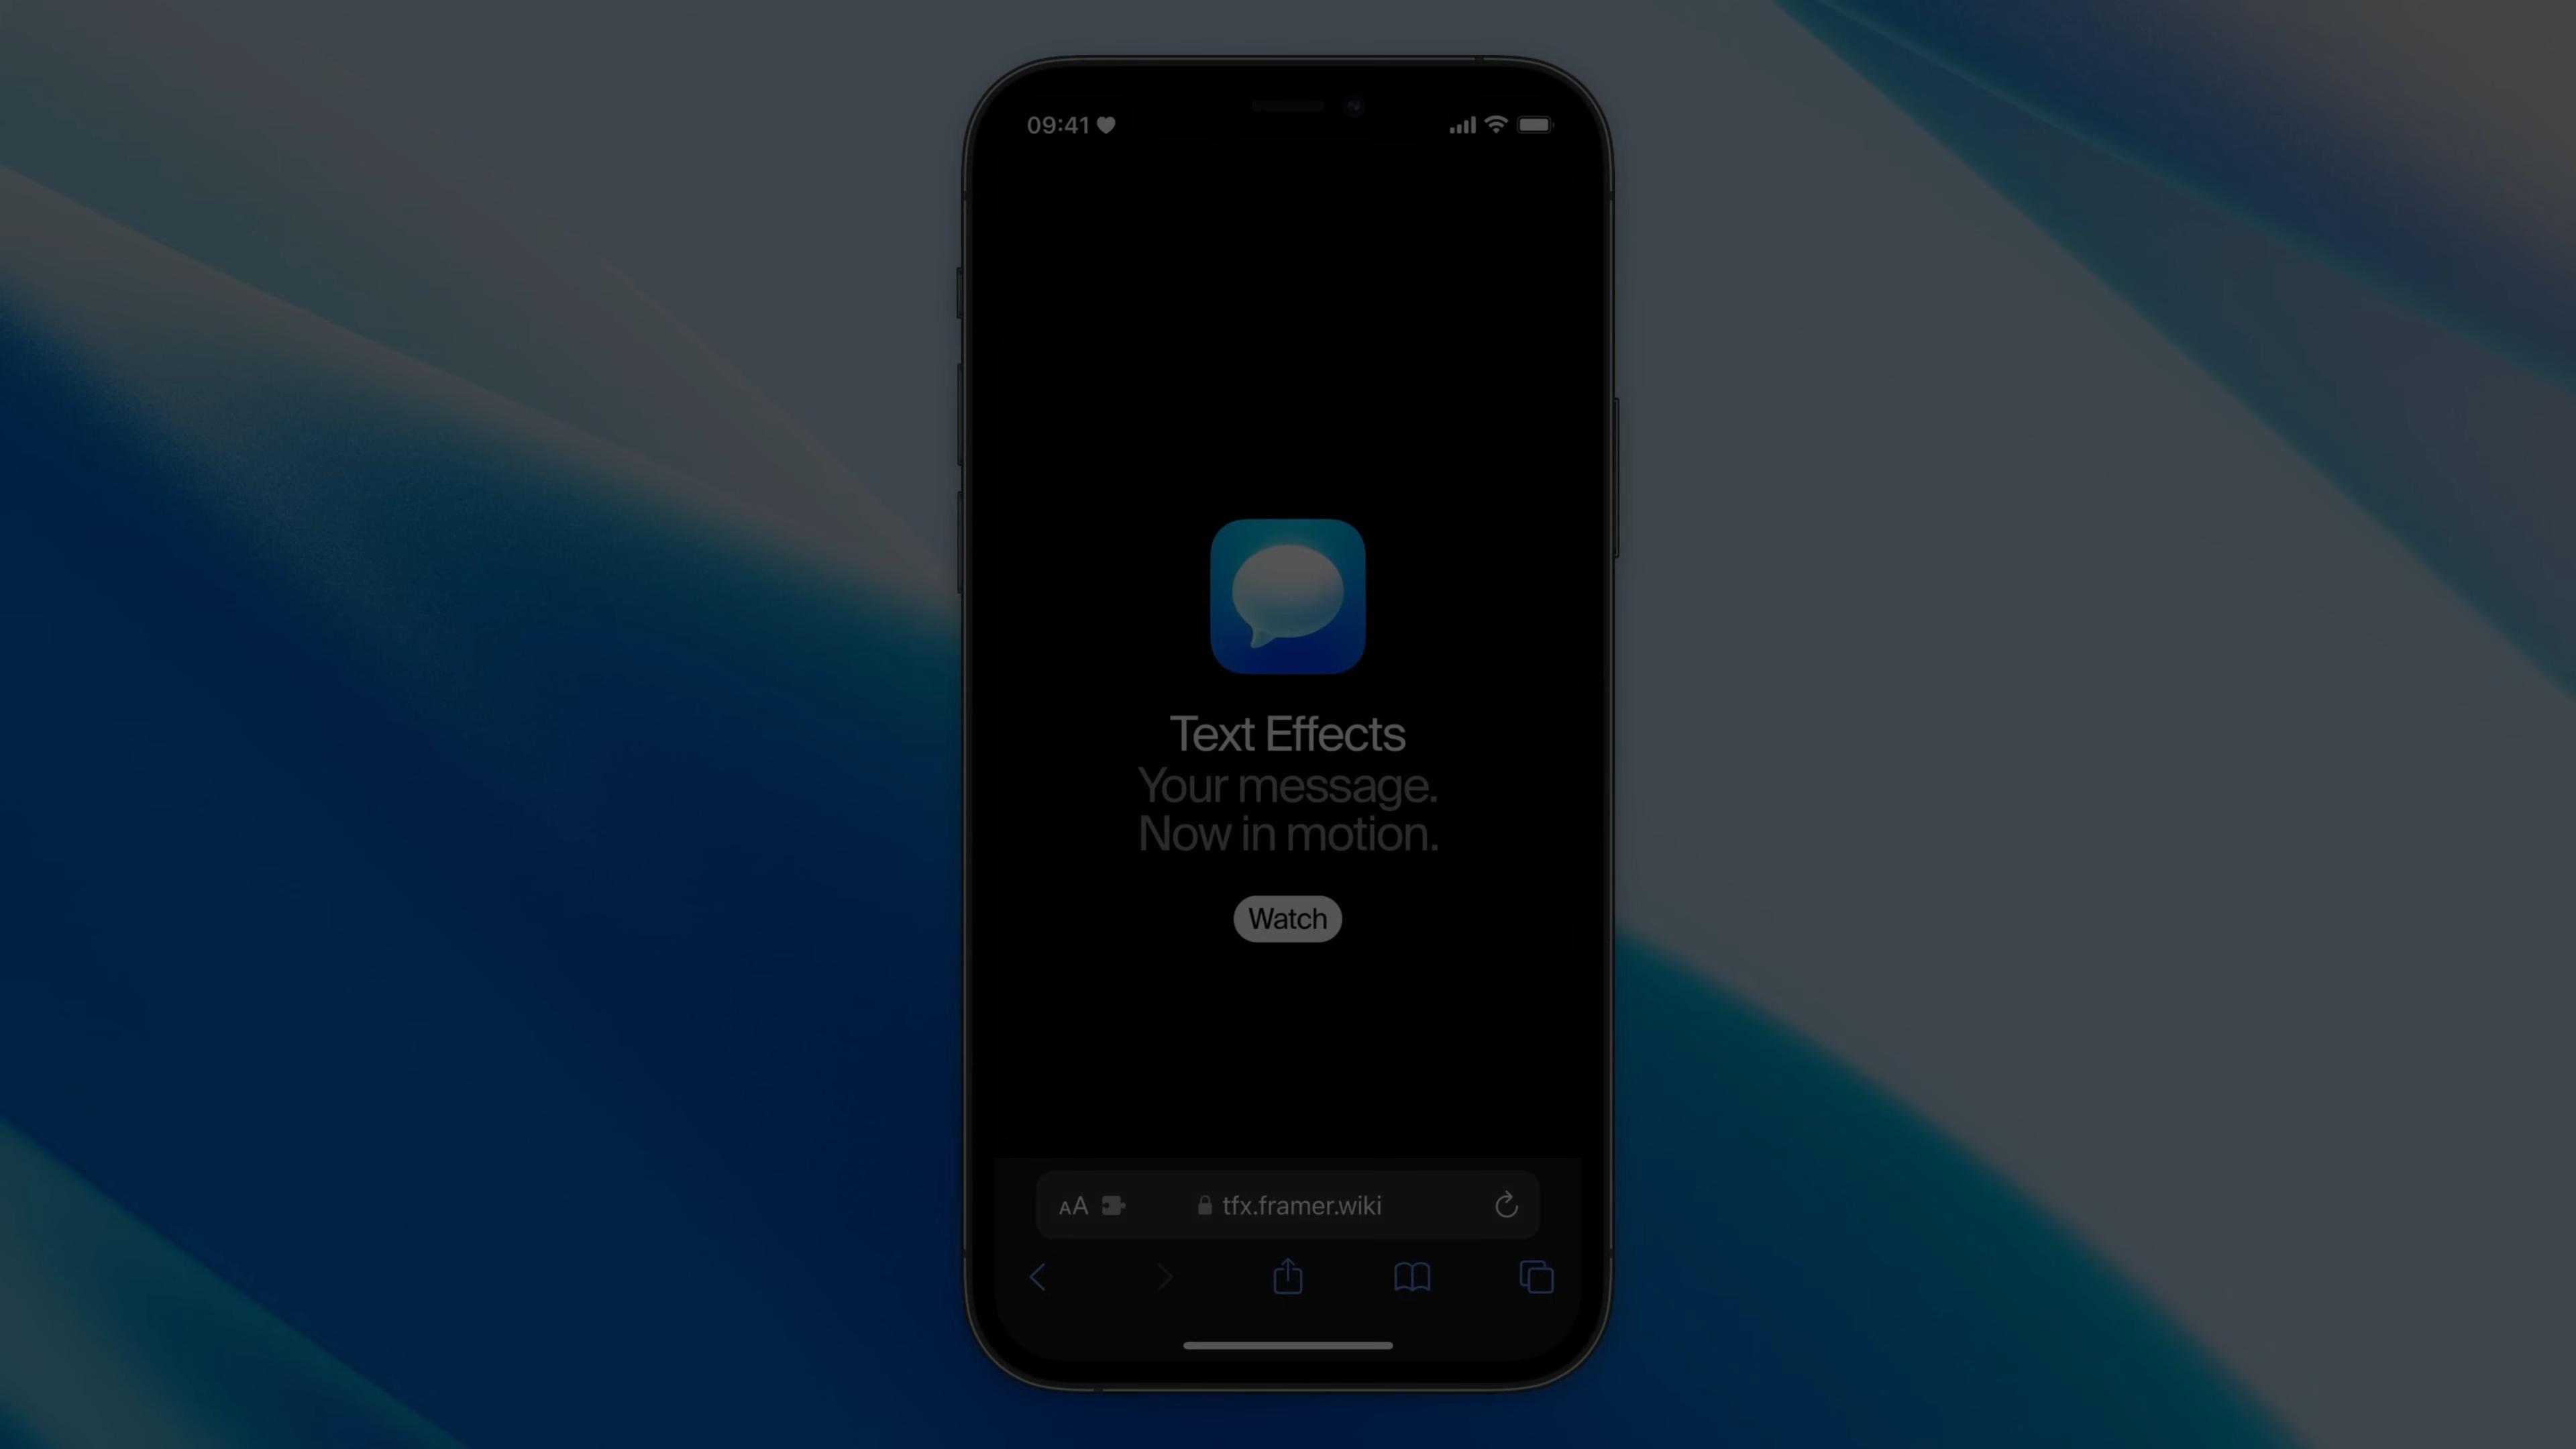 09:41
Text Effects
Your message.
Now in motion.
Watch
AA
tfx.framer.wiki